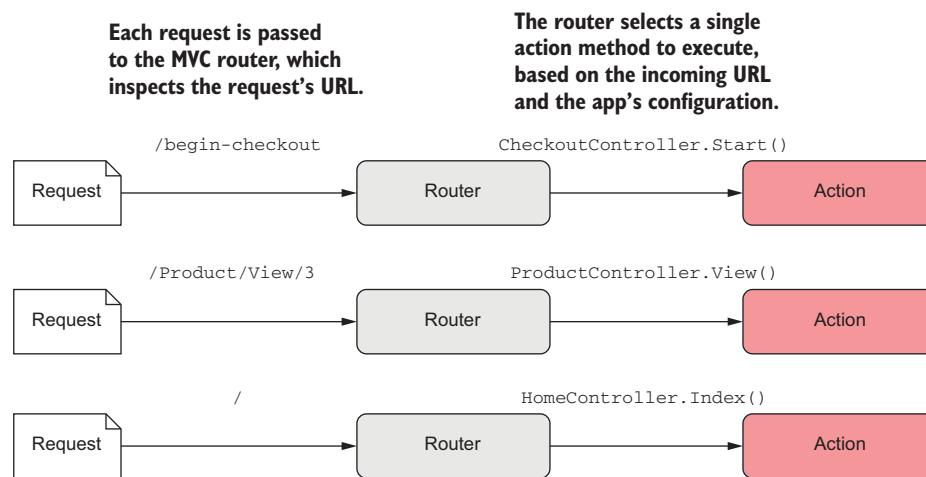 Each request is passed
to the MVC router, which
inspects the request’s URL.
The router selects a single
action method to execute,
based on the incoming URL
and the app’s configuration.
/begin-checkout
CheckoutController.Start()
Request
Router
Action
/Product/View/3
ProductController.View()
Request
Router
Action
/
HomeController.Index()
Request
Router
Action